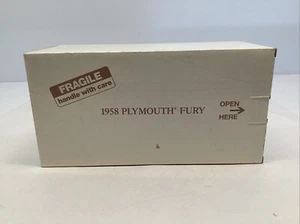 FRAGILE
handle with care
1958 PLYMOUTH® FURY
OPEN
HERE